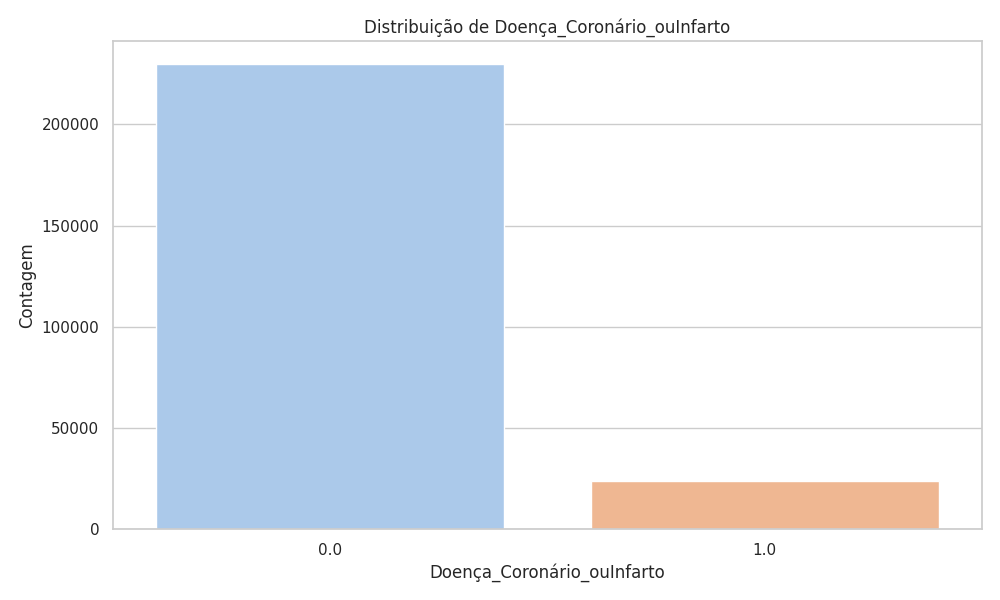 Distribuição de Doença_Coronário_ouInfarto
200000
150000
100000
50000
0
Contagem
0.0
1.0
Doença_Coronário_ouInfarto